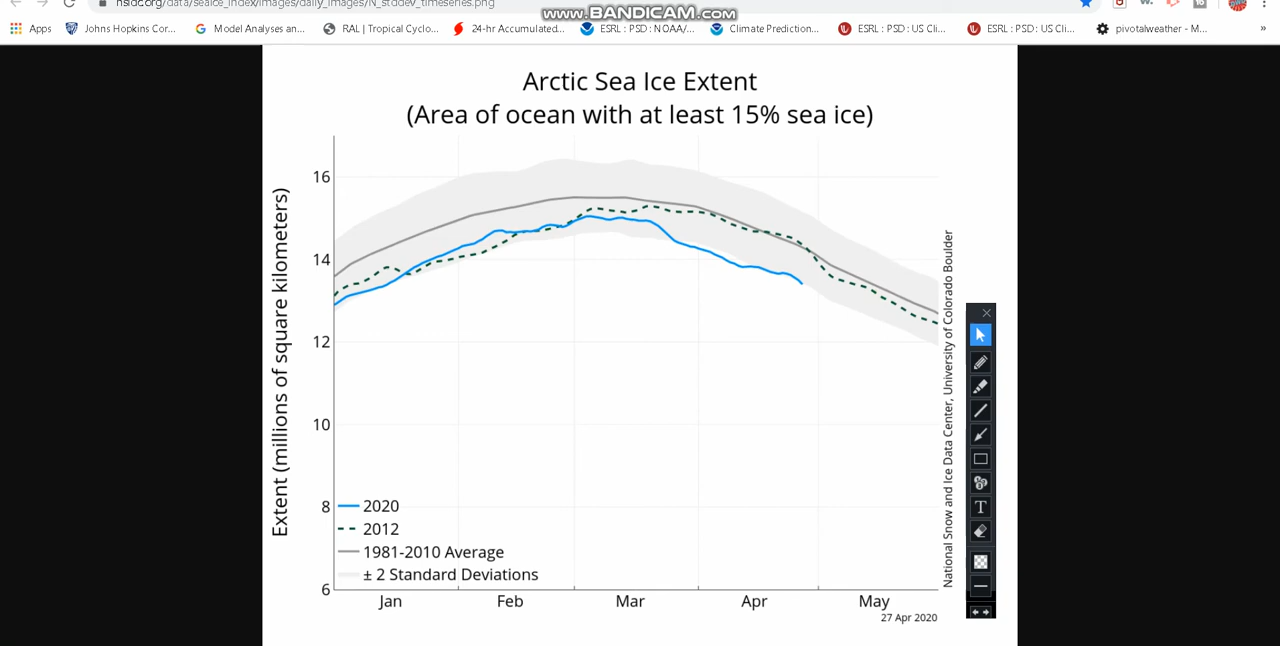 www.BANDICAM.com
nsidc.org/data/seaice_index/images/daily_images/N_stddev_timeseries.png
Apps Johns Hopkins Cor... Model Analyses an... RAL | Tropical Cyclo... 24-hr Accumulated... ESRL : PSD : NOAA/... Climate Prediction... ESRL : PSD : US Cli... ESRL : PSD : US Cli... pivotalweather - M... »
Arctic Sea Ice Extent
(Area of ocean with at least 15% sea ice)
Extent (millions of square kilometers)
16
14
12
10
8
6
2020
2012
1981-2010 Average
± 2 Standard Deviations
Jan Feb Mar Apr May
27 Apr 2020
National Snow and Ice Data Center, University of Colorado Boulder
T